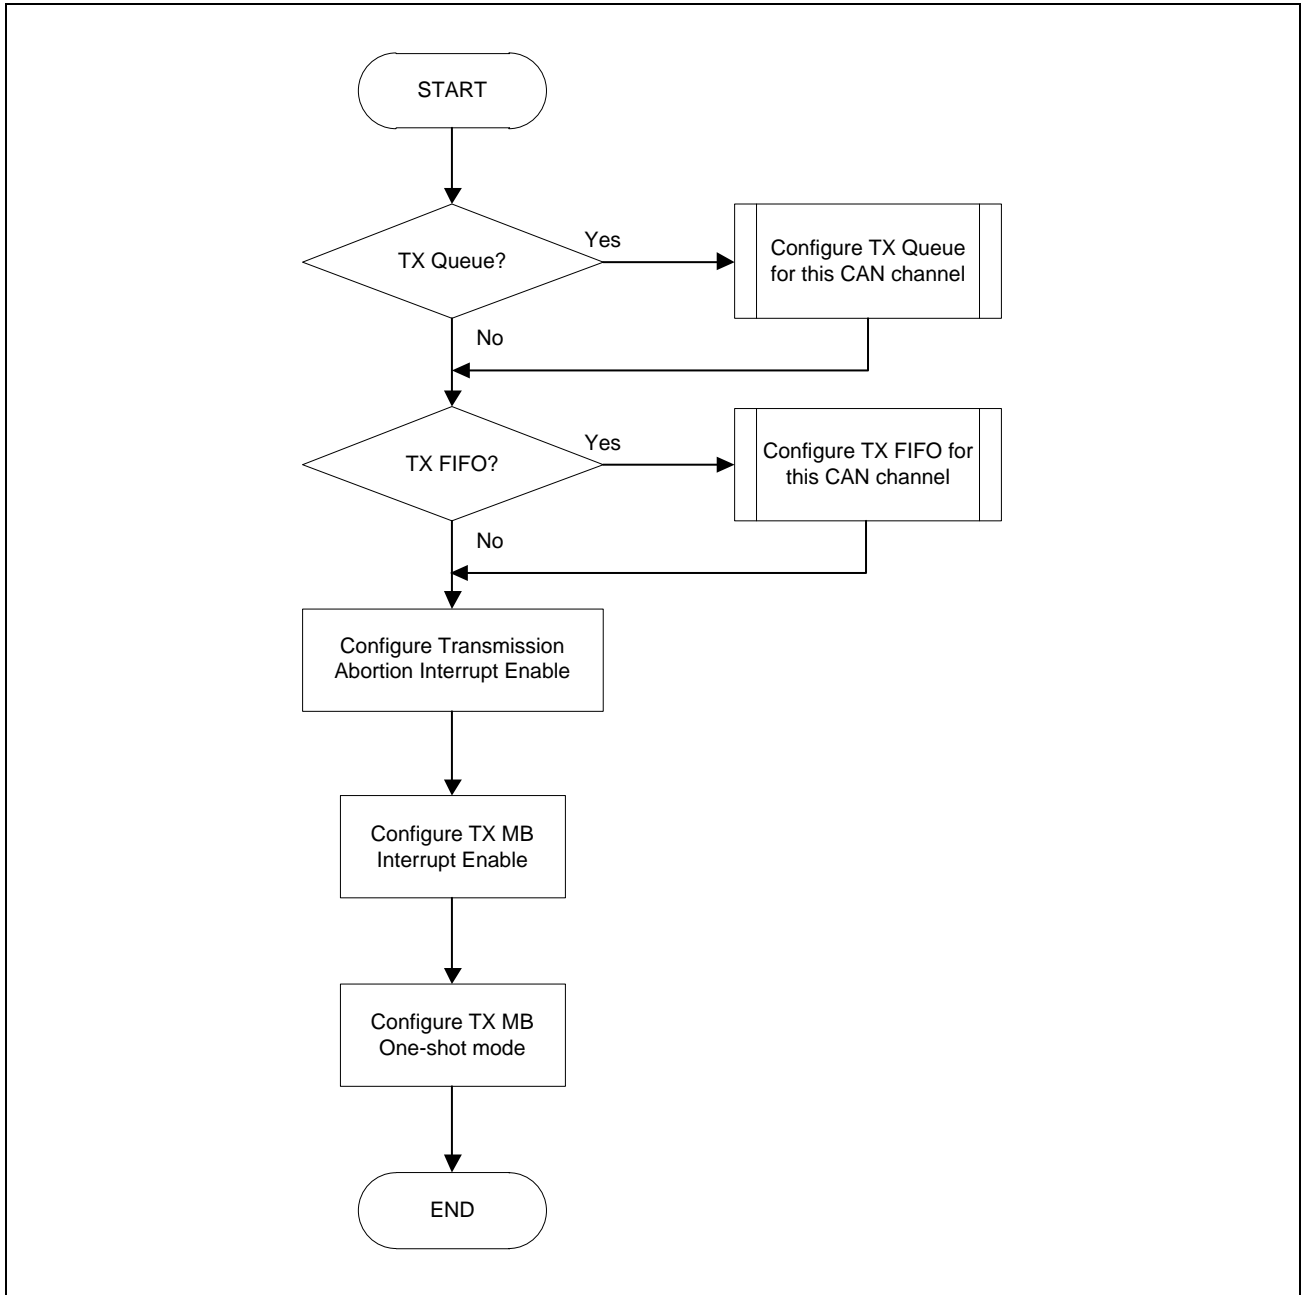 START
TX Queue?
Yes
Configure TX Queue
for this CAN channel
No
TX FIFO?
Yes
Configure TX FIFO for
this CAN channel
No
Configure Transmission
Abortion Interrupt Enable
Configure TX MB
Interrupt Enable
Configure TX MB
One-shot mode
END